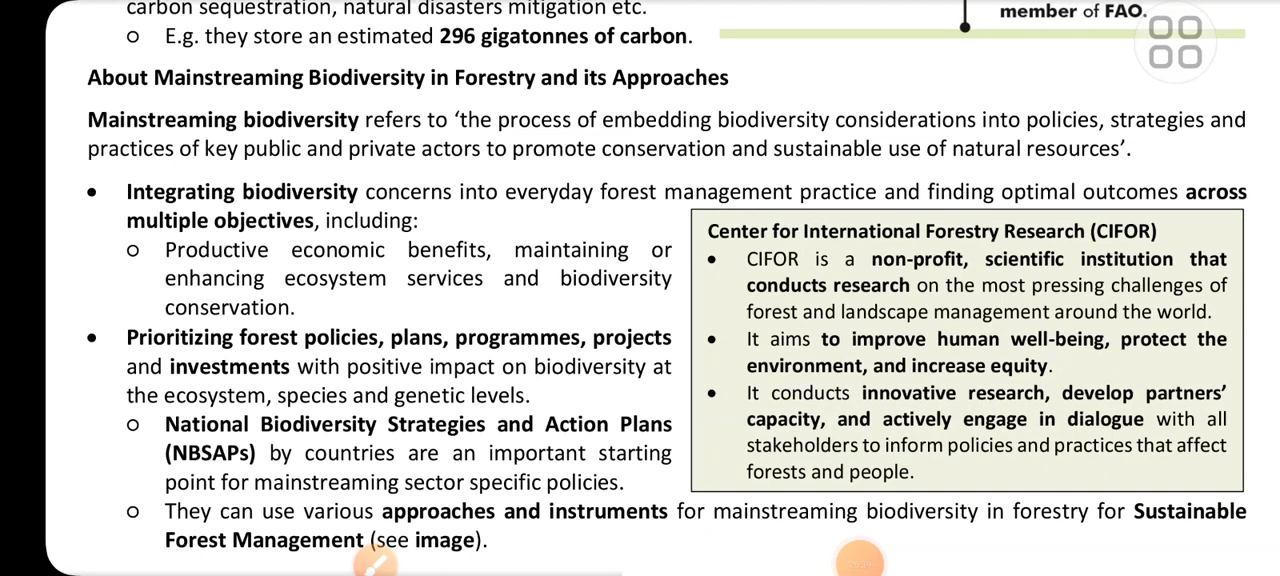 carbon sequestration, natural disasters mitigation etc.
o E.g. they store an estimated 296 gigatonnes of carbon.
member of FAO.
About Mainstreaming Biodiversity in Forestry and its Approaches
Mainstreaming biodiversity refers to ‘the process of embedding biodiversity considerations into policies, strategies and
practices of key public and private actors to promote conservation and sustainable use of natural resources’.
• Integrating biodiversity concerns into everyday forest management practice and finding optimal outcomes across
multiple objectives, including:
o Productive economic benefits, maintaining or
enhancing ecosystem services and biodiversity
conservation.
• Prioritizing forest policies, plans, programmes, projects
and investments with positive impact on biodiversity at
the ecosystem, species and genetic levels.
o National Biodiversity Strategies and Action Plans
(NBSAPs) by countries are an important starting
point for mainstreaming sector specific policies.
o They can use various approaches and instruments for mainstreaming biodiversity in forestry for Sustainable
Forest Management (see image).
Center for International Forestry Research (CIFOR)
• CIFOR is a non-profit, scientific institution that
conducts research on the most pressing challenges of
forest and landscape management around the world.
• It aims to improve human well-being, protect the
environment, and increase equity.
• It conducts innovative research, develop partners’
capacity, and actively engage in dialogue with all
stakeholders to inform policies and practices that affect
forests and people.